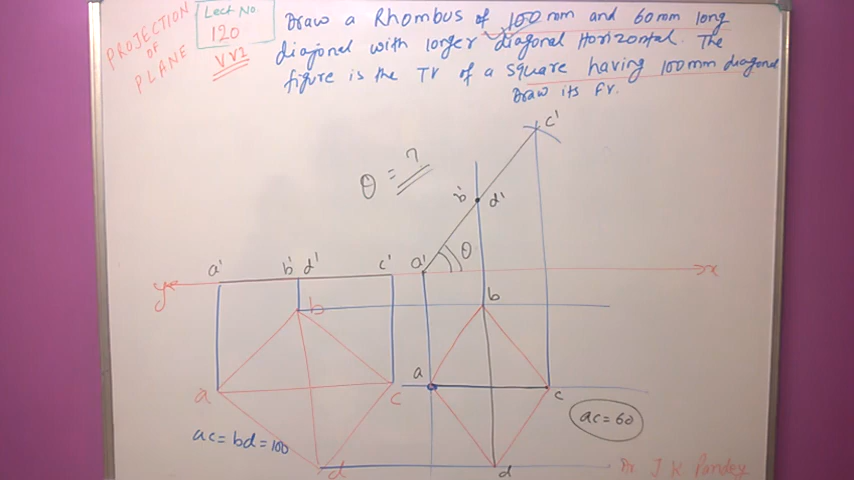 PROJECTION
OF
PLANE
Lect No.
120
VV2
Draw a Rhombus of 100 mm and 60 mm long
diagonal with longer diagonal Horizontal. The
figure is the TV of a square having 100 mm diagonal
Draw its FV.
θ = ?
c'
b' d'
a' θ
a' b' d' c'
y x
b b
a c a c
ac = bd = 100
ac = 60
d d
Dr. J K Pandey